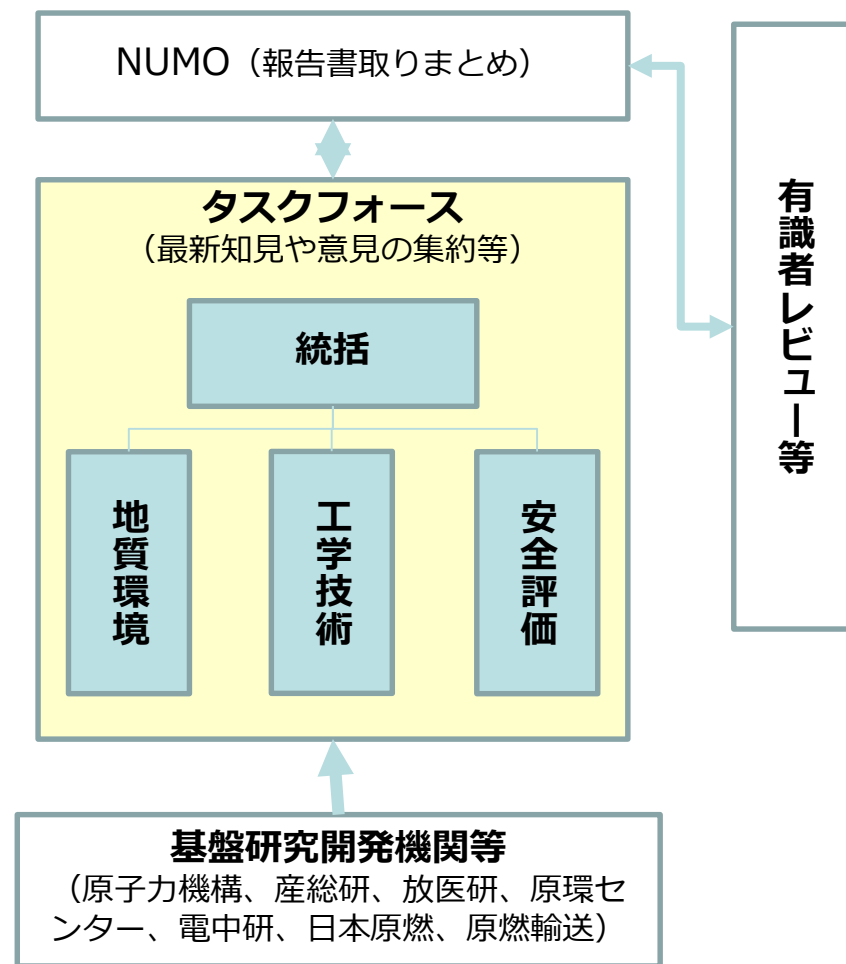 NUMO（報告書取りまとめ）
タスクフォース
（最新知見や意見の集約等）
統括
地質環境
工学技術
安全評価
有識者レビュー等
基盤研究開発機関等
（原子力機構、産総研、放医研、原環セ
ンター、電中研、日本原燃、原燃輸送）